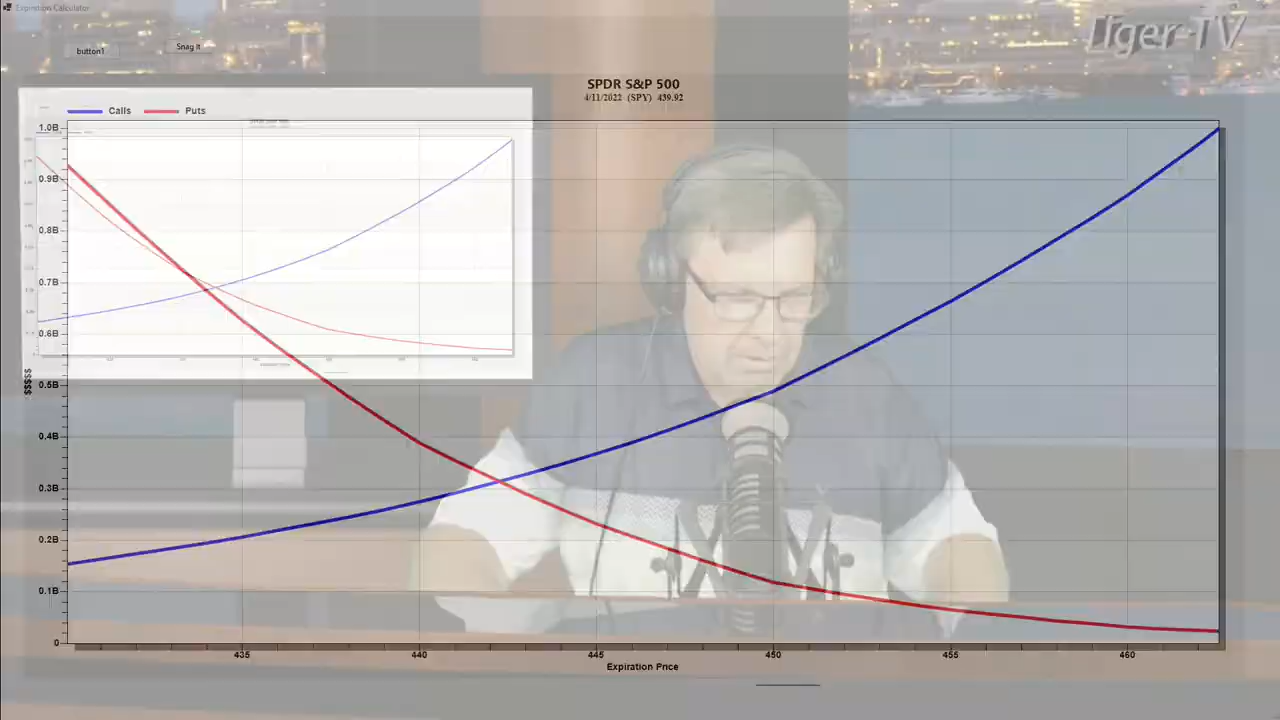 Expiration Calculator
Tiger-TV
button1
Snag It
SPDR S&P 500
4/11/2022 (SPY) 439.92
Calls
Puts
1.0B
0.9B
0.8B
0.7B
0.6B
0.5B
0.4B
0.3B
0.2B
0.1B
0
$$$$$
435
440
445
450
455
460
Expiration Price